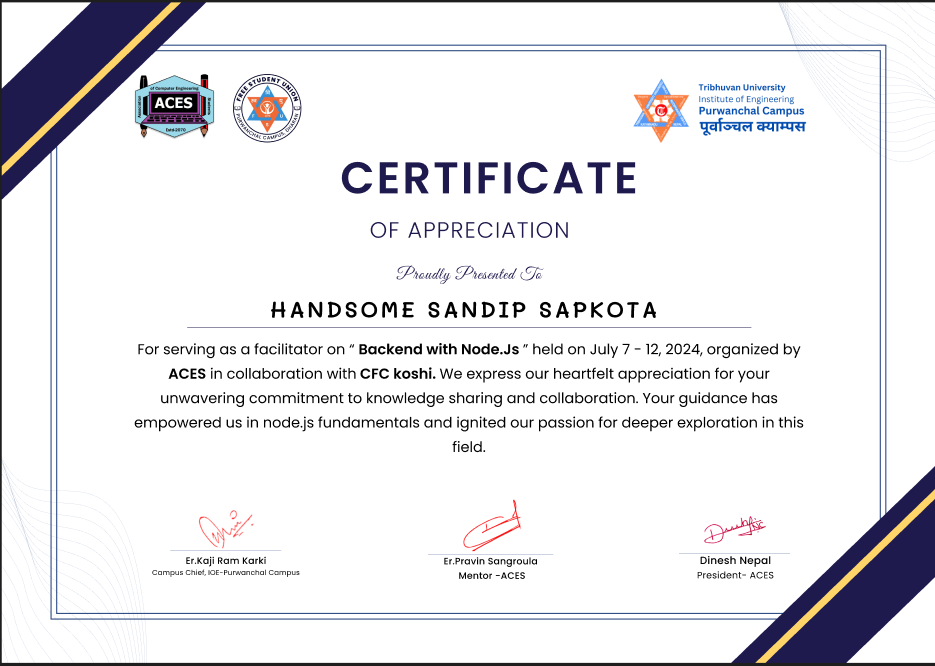 of Computer Engineering
Association
ACES
Students
Estd:2070
FREE STUDENT UNION
PURWANCHAL CAMPUS, DHARAN
Tribhuvan University
Institute of Engineering
Purwanchal Campus
पूर्वाञ्चल क्याम्पस
CERTIFICATE
OF APPRECIATION
Proudly Presented To
HANDSOME SANDIP SAPKOTA
For serving as a facilitator on “ Backend with Node.Js ” held on July 7 - 12, 2024, organized by
ACES in collaboration with CFC koshi. We express our heartfelt appreciation for your
unwavering commitment to knowledge sharing and collaboration. Your guidance has
empowered us in node.js fundamentals and ignited our passion for deeper exploration in this
field.
Er.Kaji Ram Karki
Campus Chief, IOE-Purwanchal Campus
Er.Pravin Sangroula
Mentor -ACES
Dinesh Nepal
President- ACES